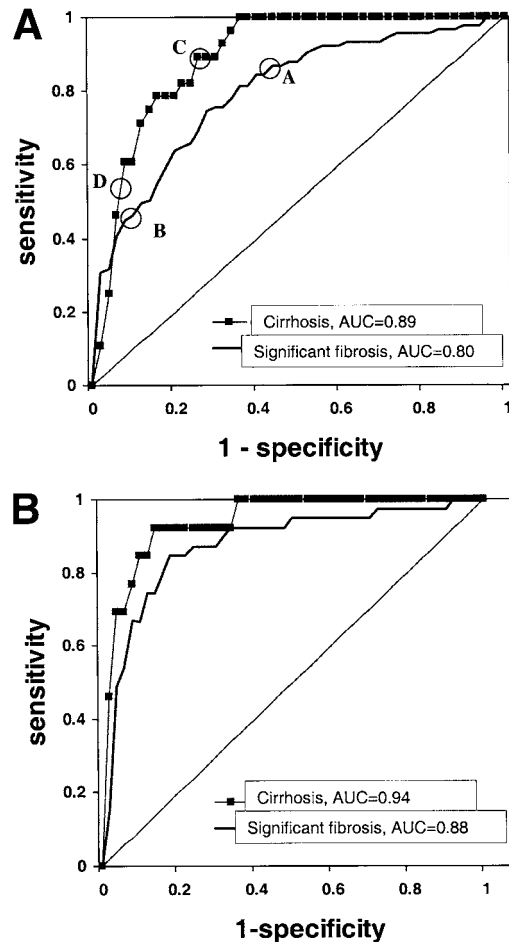 A
1
C
A
0.8
0.6
D
B
sensitivity
0.4
0.2
Cirrhosis, AUC=0.89
Significant fibrosis, AUC=0.80
0
0 0.2 0.4 0.6 0.8 1
1 - specificity
B
1
0.8
0.6
sensitivity
0.4
0.2
Cirrhosis, AUC=0.94
Significant fibrosis, AUC=0.88
0
0 0.2 0.4 0.6 0.8 1
1-specificity